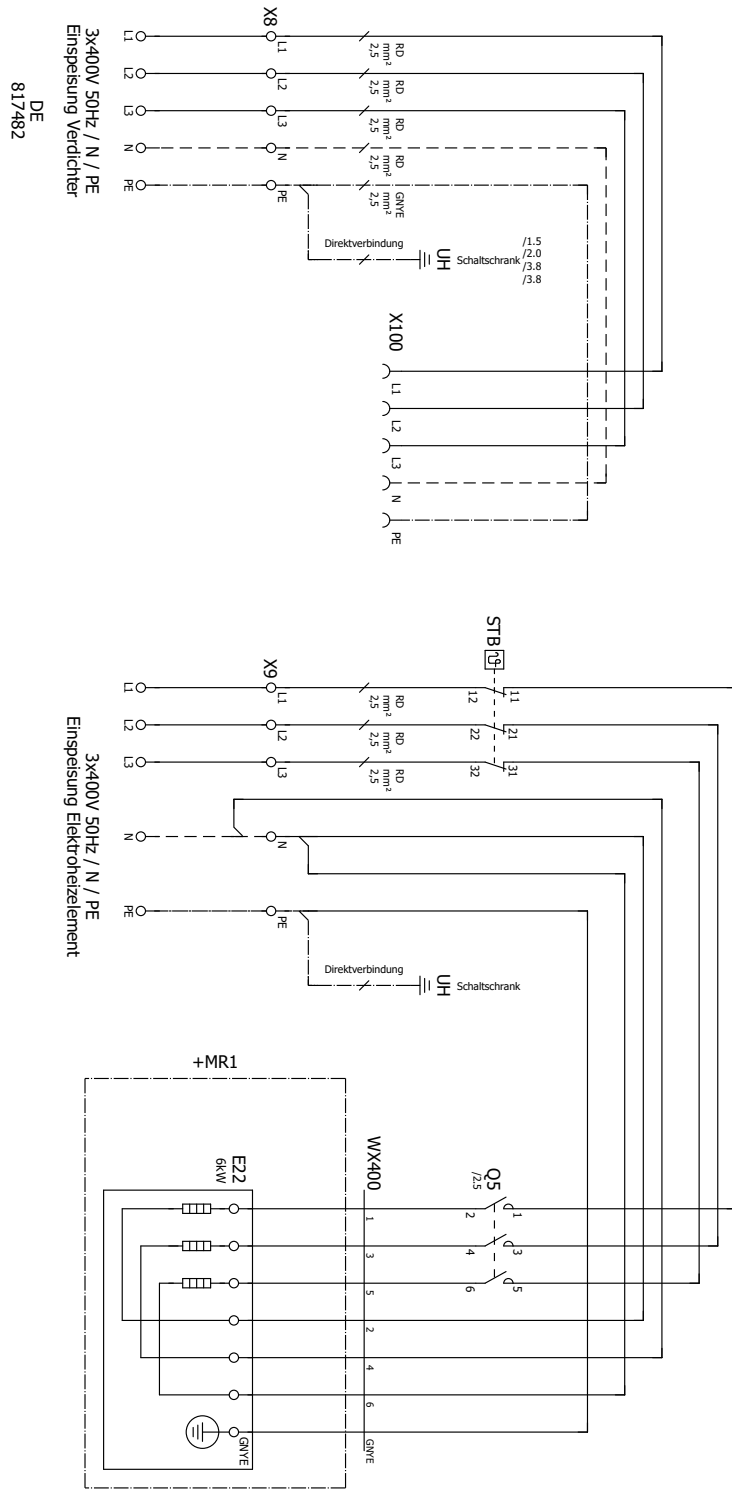 X8
L1
L2
L3
N
PE
L1
L2
L3
N
PE
RD
mm²
2,5
RD
mm²
2,5
RD
mm²
2,5
RD
mm²
2,5
GNYE
mm²
2,5
3x400V 50Hz / N / PE
Einspeisung Verdichter
DE
817482
Direktverbindung
UH
Schaltschrank
/1.5
/2.0
/3.8
/3.8
X100
L1
L2
L3
N
PE
STB
11
12
21
22
31
32
X9
L1
L2
L3
N
PE
L1
L2
L3
N
PE
RD
mm²
2,5
RD
mm²
2,5
RD
mm²
2,5
3x400V 50Hz / N / PE
Einspeisung Elektroheizelement
Direktverbindung
UH
Schaltschrank
+MR1
E22
6kW
WX400
1
3
5
2
4
6
GNYE
GNYE
Q5
/2.5
1
2
3
4
5
6